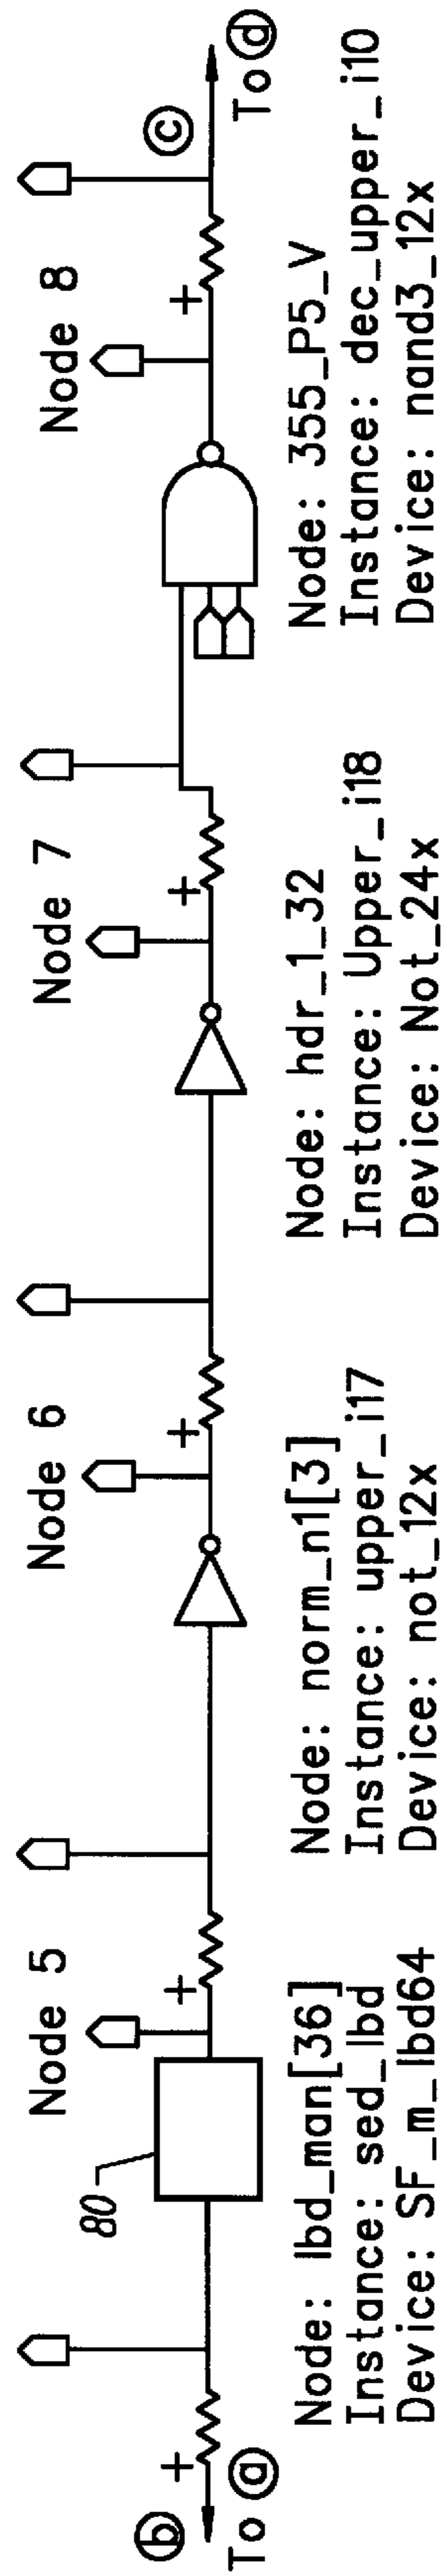 ⓑ
To ⓐ
+
80
Node 5
+
Node 6
+
Node 7
+
Node 8
+
ⓒ
To ⓓ
Node: lbd_man[36]
Instance: sed_lbd
Device: SF_m_lbd64
Node: norm_n1[3]
Instance: upper_i17
Device: not_12x
Node: hdr_1_32
Instance: Upper_i18
Device: Not_24x
Node: 355_P5_V
Instance: dec_upper_i10
Device: nand3_12x